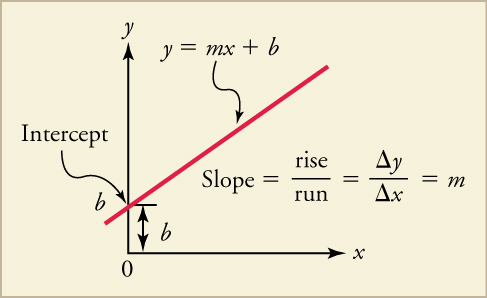 y
y = mx + b
Intercept
Slope = rise/run = Δy/Δx = m
b
b
x
0